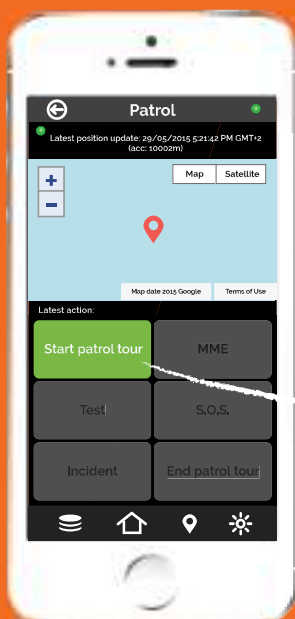 Patrol
Latest position update: 29/05/2015 5:21:42 PM GMT+2
(acc: 10002m)
+
Map Satellite
–
Map date 2015 Google Terms of Use
Latest action:
Start patrol tour MME
Test S.O.S.
Incident End patrol tour